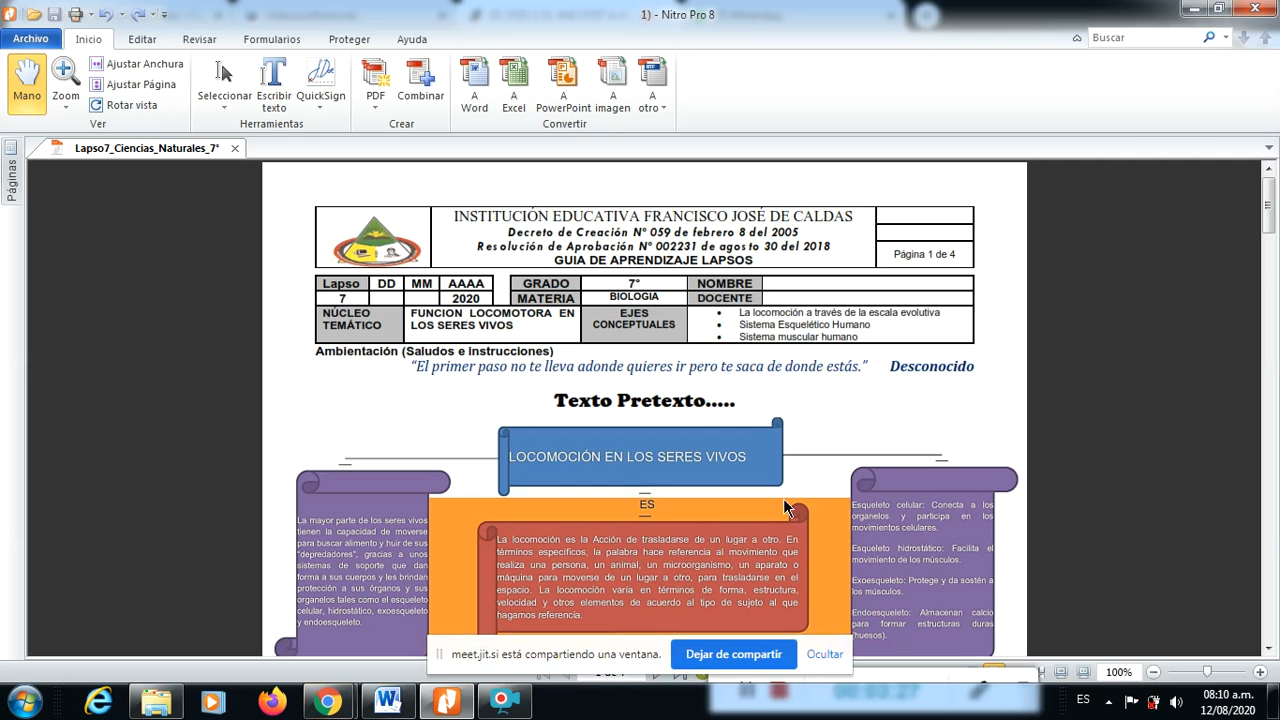 1) - Nitro Pro 8
Archivo Inicio Editar Revisar Formularios Proteger Ayuda
Buscar
Mano Zoom Ajustar Anchura Ajustar Página Rotar vista
Ver
Seleccionar Escribir texto QuickSign
Herramientas
PDF Combinar
Crear
A Word A Excel A PowerPoint A imagen A otro
Convertir
Páginas
Lapso7_Ciencias_Naturales_7°
INSTITUCIÓN EDUCATIVA FRANCISCO JOSÉ DE CALDAS
Decreto de Creación Nº 059 de febrero 8 del 2005
Resolución de Aprobación Nº 002231 de agosto 30 del 2018
GUIA DE APRENDIZAJE LAPSOS
Página 1 de 4
Lapso DD MM AAAA GRADO 7° NOMBRE
7 2020 MATERIA BIOLOGIA DOCENTE
NÚCLEO TEMÁTICO
FUNCION LOCOMOTORA EN LOS SERES VIVOS
EJES CONCEPTUALES
• La locomoción a través de la escala evolutiva
• Sistema Esquelético Humano
• Sistema muscular humano
Ambientación (Saludos e instrucciones)
“El primer paso no te lleva adonde quieres ir pero te saca de donde estás.” Desconocido
Texto Pretexto.....
LOCOMOCIÓN EN LOS SERES VIVOS
ES
La mayor parte de los seres vivos
tienen la capacidad de moverse
para buscar alimento y huir de sus
"depredadores", gracias a unos
sistemas de soporte que dan
forma a sus cuerpos y les brindan
protección a sus órganos y sus
organelos tales como el esqueleto
celular, hidrostático, exoesqueleto
y endoesqueleto.
La locomoción es la Acción de trasladarse de un lugar a otro. En
términos específicos, la palabra hace referencia al movimiento que
realiza una persona, un animal, un microorganismo, un aparato o
máquina para moverse de un lugar a otro, para trasladarse en el
espacio. La locomoción varía en términos de forma, estructura,
velocidad y otros elementos de acuerdo al tipo de sujeto al que
hagamos referencia.
Esqueleto celular: Conecta a los
organelos y participa en los
movimientos celulares.
Esqueleto hidrostático: Facilita el
movimiento de los músculos.
Exoesqueleto: Protege y da sostén a
los músculos.
Endoesqueleto: Almacenan calcio
para formar estructuras duras
(huesos).
meet.jit.si está compartiendo una ventana. Dejar de compartir Ocultar
100%
ES
08:10 a.m.
12/08/2020